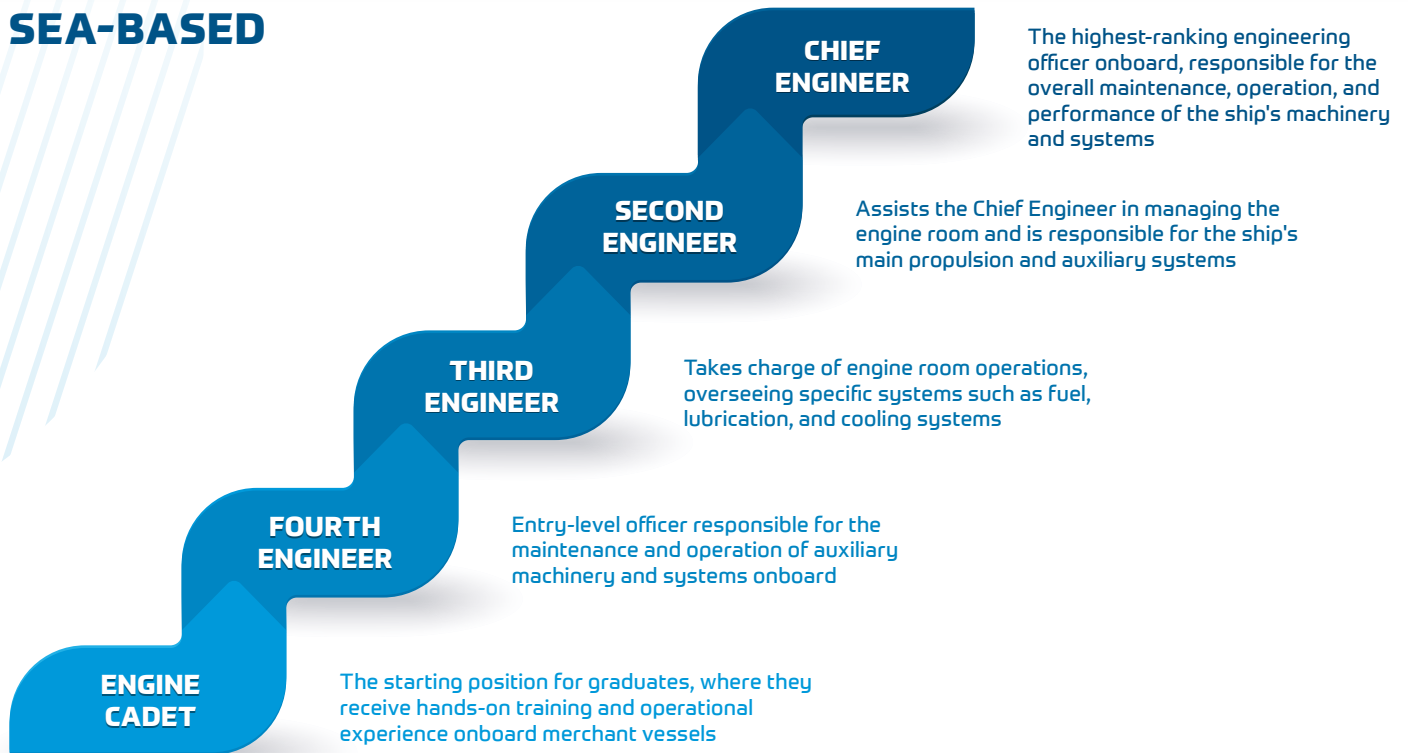 SEA-BASED
CHIEF
ENGINEER
The highest-ranking engineering
officer onboard, responsible for the
overall maintenance, operation, and
performance of the ship's machinery
and systems
SECOND
ENGINEER
Assists the Chief Engineer in managing the
engine room and is responsible for the ship's
main propulsion and auxiliary systems
THIRD
ENGINEER
Takes charge of engine room operations,
overseeing specific systems such as fuel,
lubrication, and cooling systems
FOURTH
ENGINEER
Entry-level officer responsible for the
maintenance and operation of auxiliary
machinery and systems onboard
ENGINE
CADET
The starting position for graduates, where they
receive hands-on training and operational
experience onboard merchant vessels